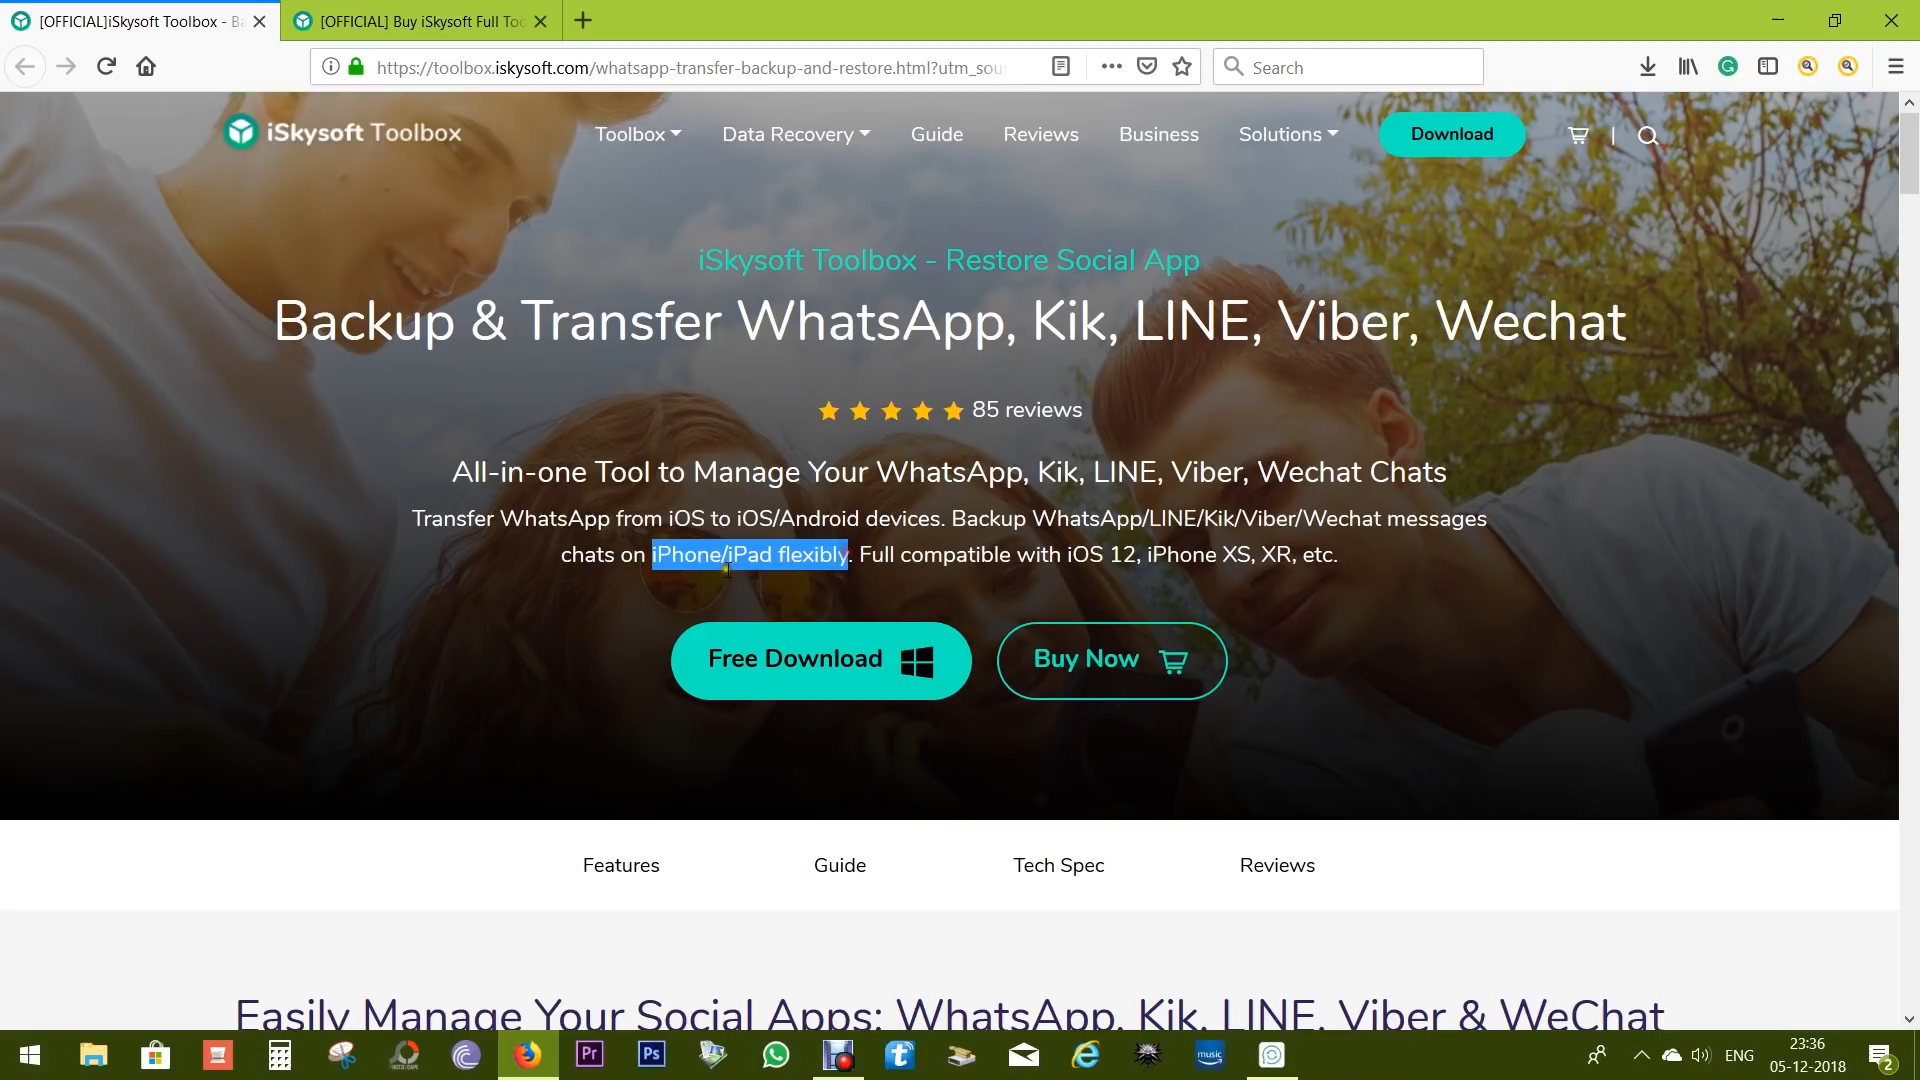 [OFFICIAL]iSkysoft Toolbox - Ba
[OFFICIAL] Buy iSkysoft Full Too
https://toolbox.iskysoft.com/whatsapp-transfer-backup-and-restore.html?utm_sou
Search
iSkysoft Toolbox
Toolbox
Data Recovery
Guide
Reviews
Business
Solutions
Download
iSkysoft Toolbox - Restore Social App
Backup & Transfer WhatsApp, Kik, LINE, Viber, Wechat
85 reviews
All-in-one Tool to Manage Your WhatsApp, Kik, LINE, Viber, Wechat Chats
Transfer WhatsApp from iOS to iOS/Android devices. Backup WhatsApp/LINE/Kik/Viber/Wechat messages
chats on iPhone/iPad flexibly. Full compatible with iOS 12, iPhone XS, XR, etc.
Free Download
Buy Now
Features
Guide
Tech Spec
Reviews
Easily Manage Your Social Apps: WhatsApp, Kik, LINE, Viber & WeChat
Pr
Ps
music
ENG
23:36
05-12-2018
2